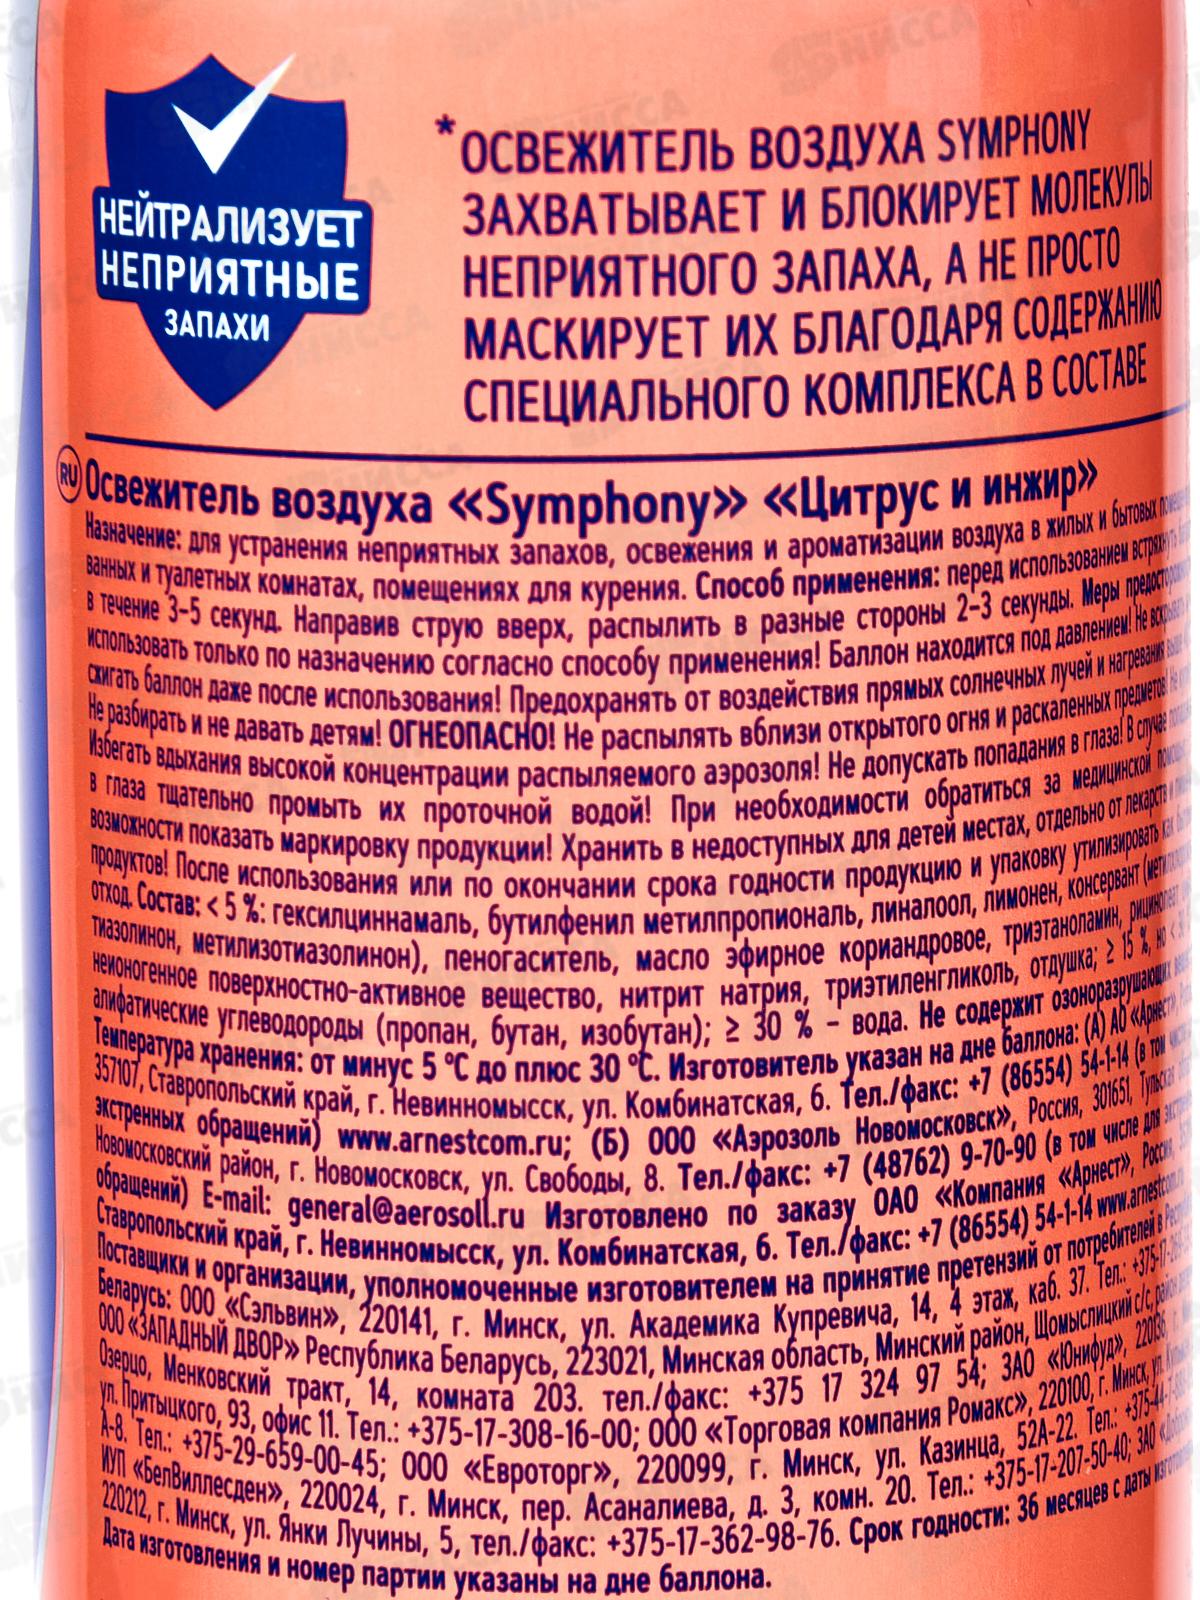 НЕЙТРАЛИЗУЕТ
НЕПРИЯТНЫЕ
ЗАПАХИ
* ОСВЕЖИТЕЛЬ ВОЗДУХА SYMPHONY
ЗАХВАТЫВАЕТ И БЛОКИРУЕТ МОЛЕКУЛЫ
НЕПРИЯТНОГО ЗАПАХА, А НЕ ПРОСТО
МАСКИРУЕТ ИХ БЛАГОДАРЯ СОДЕРЖАНИЮ
СПЕЦИАЛЬНОГО КОМПЛЕКСА В СОСТАВЕ
RU Освежитель воздуха «Symphony» «Цитрус и инжир»
Назначение: для устранения неприятных запахов, освежения и ароматизации воздуха в жилых и бытовых
ванных и туалетных комнатах, помещениях для курения. Способ применения: перед использованием встряхнуть
в течение 3–5 секунд. Направив струю вверх, распылить в разные стороны 2–3 секунды. Меры
использовать только по назначению согласно способу применения! Баллон находится под давлением! Не
сжигать баллон даже после использования! Предохранять от воздействия прямых солнечных лучей и нагревания выше
Не разбирать и не давать детям! ОГНЕОПАСНО! Не распылять вблизи открытого огня и раскаленных предметов!
Избегать вдыхания высокой концентрации распыляемого аэрозоля! Не допускать попадания в глаза! В случае
в глаза тщательно промыть их проточной водой! При необходимости обратиться за медицинской
возможности показать маркировку продукции! Хранить в недоступных для детей местах, отдельно от лекарств и
продуктов! После использования или по окончании срока годности продукцию и упаковку утилизировать как
отход. Состав: < 5 %: гексилциннамаль, бутилфенил метилпропиональ, линалоол, лимонен, консервант
тиазолинон, метилизотиазолинон), пеногаситель, масло эфирное кориандровое, триэтаноламин,
неионогенное поверхностно-активное вещество, нитрит натрия, триэтиленгликоль, отдушка; ≥ 15 %, но <
алифатические углеводороды (пропан, бутан, изобутан); ≥ 30 % – вода. Не содержит озоноразрушающих
Температура хранения: от минус 5 °С до плюс 30 °С. Изготовитель указан на дне баллона: (А) АО «Арнест»,
357107, Ставропольский край, г. Невинномысск, ул. Комбинатская, 6. Тел./факс: +7 (86554) 54-1-14 (в том числе
экстренных обращений) www.arnestcom.ru; (Б) ООО «Аэрозоль Новомосковск», Россия, 301651, Тульская
Новомосковский район, г. Новомосковск, ул. Свободы, 8. Тел./факс: +7 (48762) 9-70-90 (в том числе для
обращений) E-mail: general@aerosoll.ru Изготовлено по заказу ОАО «Компания «Арнест», Россия,
Ставропольский край, г. Невинномысск, ул. Комбинатская, 6. Тел./факс: +7 (86554) 54-1-14 www.arnestcom.ru
Поставщики и организации, уполномоченные изготовителем на принятие претензий от потребителей в
Беларусь: ООО «Сэльвин», 220141, г. Минск, ул. Академика Купревича, 14, 4 этаж, каб. 37. Тел.:
ООО «ЗАПАДНЫЙ ДВОР» Республика Беларусь, 223021, Минская область, Минский район, Щомыслицкий с/с,
Озерцо, Менковский тракт, 14, комната 203. тел./факс: +375 17 324 97 54; ЗАО «Юнифуд»,
ул. Притыцкого, 93, офис 11. Тел.: +375-17-308-16-00; ООО «Торговая компания Ромакс», 220100, г. Минск,
А-8. Тел.: +375-29-659-00-45; ООО «Евроторг», 220099, г. Минск, ул. Казинца, 52А-22. Тел.:
ИУП «БелВиллесден», 220024, г. Минск, пер. Асаналиева, д. 3, комн. 20. Тел.: +375-17-207-50-40; ЗАО
220212, г. Минск, ул. Янки Лучины, 5, тел./факс: +375-17-362-98-76. Срок годности: 36 месяцев с даты
Дата изготовления и номер партии указаны на дне баллона.